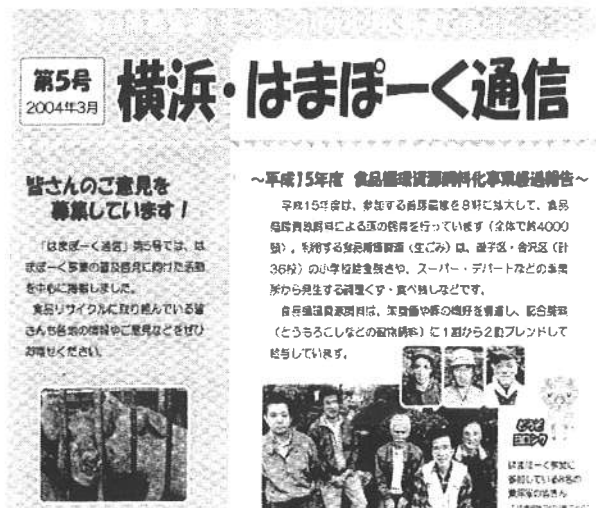 第5号
2004年3月
横浜・はまぽーく通信
皆さんのご意見を
募集しています！
「はまぽーく通信」第5号では、は
まぽーく事業の普及啓発に向けた活動
を中心に掲載しました。
食品リサイクルに取り組んでいる皆
さんも各地の情報やご意見などをぜひ
お寄せください。
～平成15年度 食品循環資源飼料化事業経過報告～
平成15年度は、参加する養豚農家を8軒に拡大して、食品
循環資源飼料による豚の飼育を行っています（全体で約4000
頭）。利用する食品循環資源（生ごみ）は、磯子区・金沢区（計
36校）の小学校給食残さや、スーパー・デパートなどの事業
所から発生する調理くず・食べ残しなどです。
食品循環資源飼料は、栄養価や豚の嗜好を備慮し、配合飼料
（とうもろこしなどの配合飼料）に1割から2割ブレンドして
給与しています。
はまぽーく事業に
参加している8名の
農家の皆さん